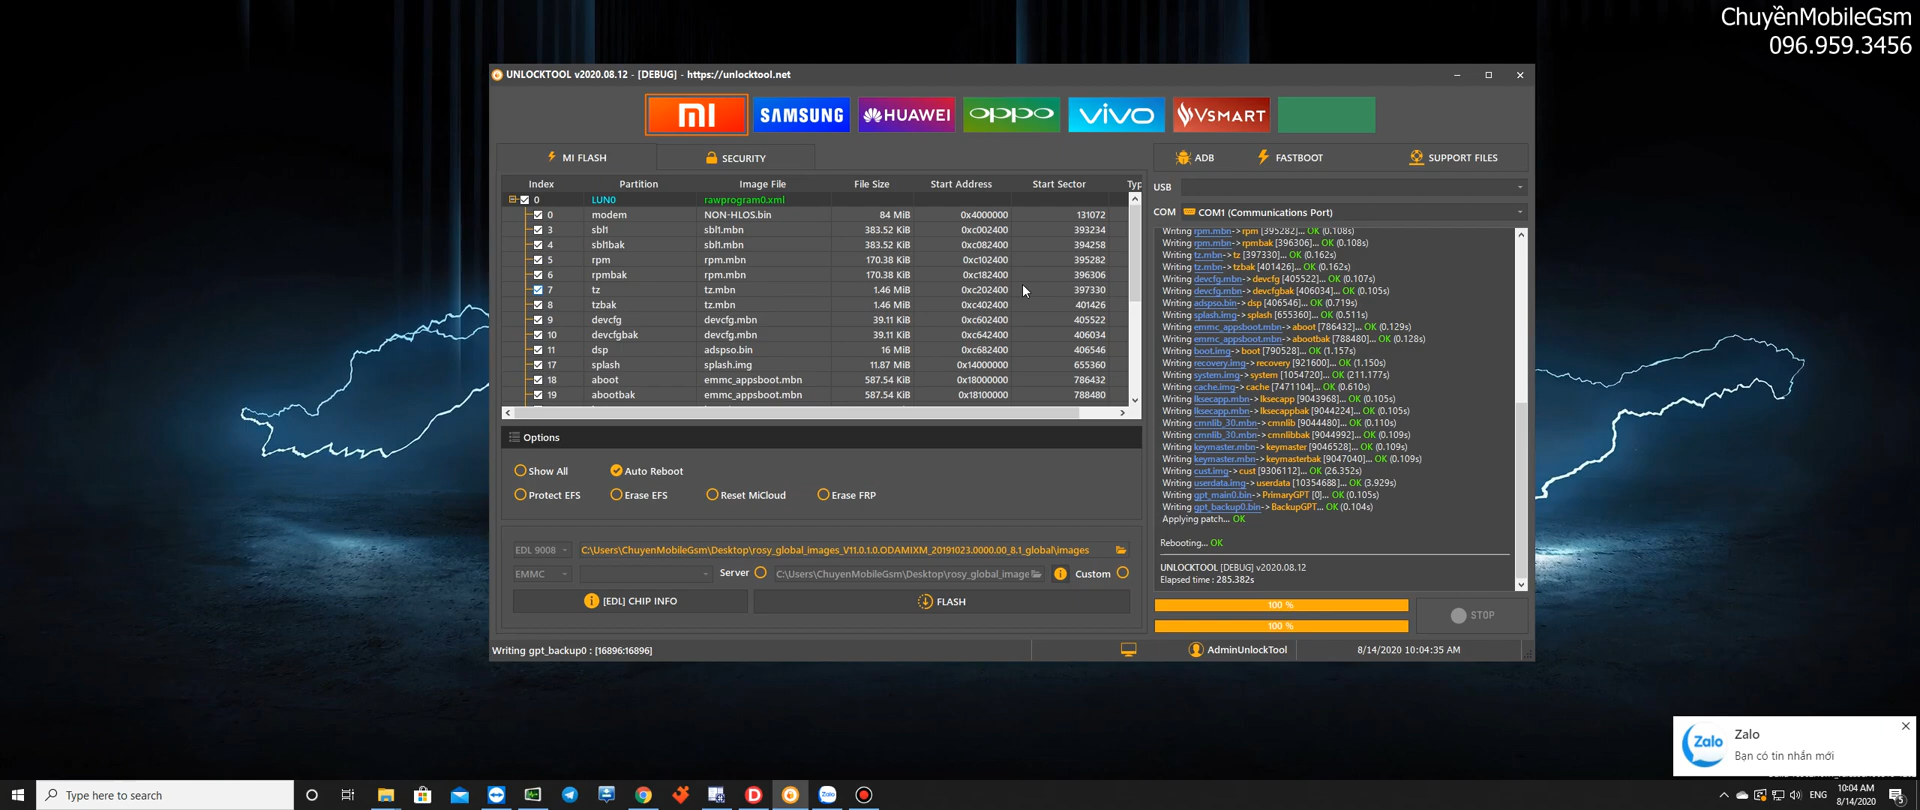 ChuyềnMobileGsm
096.959.3456
UNLOCKTOOL v2020.08.12 - [DEBUG] - https://unlocktool.net
MI SAMSUNG HUAWEI oppo vivo VSMART
MI FLASH SECURITY
Index Partition Image File File Size Start Address Start Sector Typ
0 LUN0 rawprogram0.xml
0 modem NON-HLOS.bin 84 MiB 0x4000000 131072
3 sbl1 sbl1.mbn 383.52 KiB 0xc002400 393234
4 sbl1bak sbl1.mbn 383.52 KiB 0xc082400 394258
5 rpm rpm.mbn 170.38 KiB 0xc102400 395282
6 rpmbak rpm.mbn 170.38 KiB 0xc182400 396306
7 tz tz.mbn 1.46 MiB 0xc202400 397330
8 tzbak tz.mbn 1.46 MiB 0xc402400 401426
9 devcfg devcfg.mbn 39.11 KiB 0xc602400 405522
10 devcfgbak devcfg.mbn 39.11 KiB 0xc642400 406034
11 dsp adspso.bin 16 MiB 0xc682400 406546
17 splash splash.img 11.87 MiB 0x14000000 655360
18 aboot emmc_appsboot.mbn 587.54 KiB 0x18000000 786432
19 abootbak emmc_appsboot.mbn 587.54 KiB 0x18100000 788480
Options
Show All Auto Reboot
Protect EFS Erase EFS Reset MiCloud Erase FRP
EDL 9008 C:\Users\ChuyenMobileGsm\Desktop\rosy_global_images_V11.0.1.0.ODAMIXM_20191023.0000.00_8.1_global\images
EMMC Server C:\Users\ChuyenMobileGsm\Desktop\rosy_global_image Custom
[EDL] CHIP INFO FLASH
ADB FASTBOOT SUPPORT FILES
USB
COM COM1 (Communications Port)
Writing rpm.mbn->rpm [395282]... OK (0.108s)
Writing rpm.mbn->rpmbak [396306]... OK (0.108s)
Writing tz.mbn->tz [397330]... OK (0.162s)
Writing tz.mbn->tzbak [401426]... OK (0.162s)
Writing devcfg.mbn->devcfg [405522]... OK (0.107s)
Writing devcfg.mbn->devcfgbak [406034]... OK (0.105s)
Writing adspso.bin->dsp [406546]... OK (0.719s)
Writing splash.img->splash [655360]... OK (0.511s)
Writing emmc_appsboot.mbn->aboot [786432]... OK (0.129s)
Writing emmc_appsboot.mbn->abootbak [788480]... OK (0.128s)
Writing boot.img->boot [790528]... OK (1.157s)
Writing recovery.img->recovery [921600]... OK (1.150s)
Writing system.img->system [1054720]... OK (211.177s)
Writing cache.img->cache [7471104]... OK (0.610s)
Writing lksecapp.mbn->lksecapp [9043968]... OK (0.105s)
Writing lksecapp.mbn->lksecappbak [9044224]... OK (0.105s)
Writing cmnlib_30.mbn->cmnlib [9044480]... OK (0.110s)
Writing cmnlib_30.mbn->cmnlibbak [9044992]... OK (0.109s)
Writing keymaster.mbn->keymaster [9046528]... OK (0.109s)
Writing keymaster.mbn->keymasterbak [9047040]... OK (0.109s)
Writing cust.img->cust [9306112]... OK (26.352s)
Writing userdata.img->userdata [10354688]... OK (3.929s)
Writing gpt_main0.bin->PrimaryGPT [0]... OK (0.105s)
Writing gpt_backup0.bin->BackupGPT... OK (0.104s)
Applying patch... OK
Rebooting... OK
UNLOCKTOOL [DEBUG] v2020.08.12
Elapsed time : 285.382s
100 %
100 %
STOP
Writing gpt_backup0 : [16896:16896] AdminUnlockTool 8/14/2020 10:04:35 AM
Zalo
Zalo
Bạn có tin nhắn mới
Type here to search
ENG
10:04 AM
8/14/2020
5